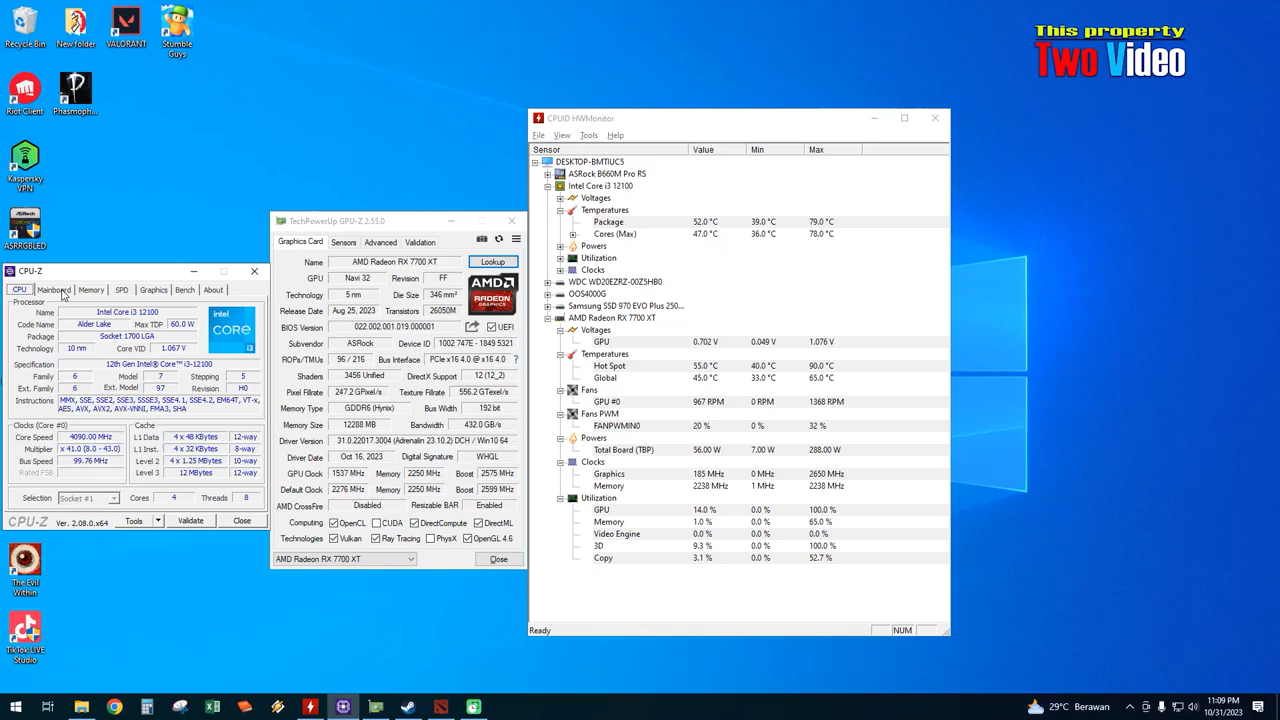 This property
Two Video
Recycle Bin
New folder
VALORANT
Stumble
Guys
Riot Client
Phasmoph...
Kaspersky
VPN
ASRock
ASRRGBLED
The Evil
Within
TikTok LIVE
Studio
CPU-Z
CPU Mainboard Memory SPD Graphics Bench About
Processor
Name Intel Core i3 12100
Code Name Alder Lake Max TDP 60.0 W
Package Socket 1700 LGA
Technology 10 nm Core VID 1.067 V
intel
CORE
i3
Specification 12th Gen Intel® Core™ i3-12100
Family 6 Model 7 Stepping 5
Ext. Family 6 Ext. Model 97 Revision H0
Instructions MMX, SSE, SSE2, SSE3, SSSE3, SSE4.1, SSE4.2, EM64T, VT-x,
AES, AVX, AVX2, AVX-VNNI, FMA3, SHA
Clocks (Core #0) Cache
Core Speed 4090.00 MHz L1 Data 4 x 48 KBytes 12-way
Multiplier x 41.0 (8.0 - 43.0) L1 Inst. 4 x 32 KBytes 8-way
Bus Speed 99.76 MHz Level 2 4 x 1.25 MBytes 10-way
Rated FSB Level 3 12 MBytes 12-way
Selection Socket #1 Cores 4 Threads 8
CPU-Z Ver. 2.08.0.x64 Tools Validate Close
TechPowerUp GPU-Z 2.55.0
Graphics Card Sensors Advanced Validation
Name AMD Radeon RX 7700 XT Lookup
GPU Navi 32 Revision FF
Technology 5 nm Die Size 346 mm²
Release Date Aug 25, 2023 Transistors 26050M
AMD
RADEON
GRAPHICS
BIOS Version 022.002.001.019.000001 UEFI
Subvendor ASRock Device ID 1002 747E - 1849 5321
ROPs/TMUs 96 / 216 Bus Interface PCIe x16 4.0 @ x16 4.0 ?
Shaders 3456 Unified DirectX Support 12 (12_2)
Pixel Fillrate 247.2 GPixel/s Texture Fillrate 556.2 GTexel/s
Memory Type GDDR6 (Hynix) Bus Width 192 bit
Memory Size 12288 MB Bandwidth 432.0 GB/s
Driver Version 31.0.22017.3004 (Adrenalin 23.10.2) DCH / Win10 64
Driver Date Oct 16, 2023 Digital Signature WHQL
GPU Clock 1537 MHz Memory 2250 MHz Boost 2575 MHz
Default Clock 2276 MHz Memory 2250 MHz Boost 2599 MHz
AMD CrossFire Disabled Resizable BAR Enabled
Computing OpenCL CUDA DirectCompute DirectML
Technologies Vulkan Ray Tracing PhysX OpenGL 4.6
AMD Radeon RX 7700 XT Close
CPUID HWMonitor
File View Tools Help
Sensor Value Min Max
DESKTOP-BMTIUC5
ASRock B660M Pro RS
Intel Core i3 12100
Voltages
Temperatures
Package 52.0 °C 39.0 °C 79.0 °C
Cores (Max) 47.0 °C 36.0 °C 78.0 °C
Powers
Utilization
Clocks
WDC WD20EZRZ-00Z5HB0
OOS4000G
Samsung SSD 970 EVO Plus 250...
AMD Radeon RX 7700 XT
Voltages
GPU 0.702 V 0.049 V 1.076 V
Temperatures
Hot Spot 55.0 °C 40.0 °C 90.0 °C
Global 45.0 °C 33.0 °C 65.0 °C
Fans
GPU #0 967 RPM 0 RPM 1368 RPM
Fans PWM
FANPWMIN0 20 % 0 % 32 %
Powers
Total Board (TBP) 56.00 W 7.00 W 288.00 W
Clocks
Graphics 185 MHz 0 MHz 2650 MHz
Memory 2238 MHz 1 MHz 2238 MHz
Utilization
GPU 14.0 % 0.0 % 100.0 %
Memory 1.0 % 0.0 % 65.0 %
Video Engine 0.0 % 0.0 % 0.0 %
3D 9.3 % 0.0 % 100.0 %
Copy 3.1 % 0.0 % 52.7 %
Ready NUM
29°C Berawan
11:09 PM
10/31/2023